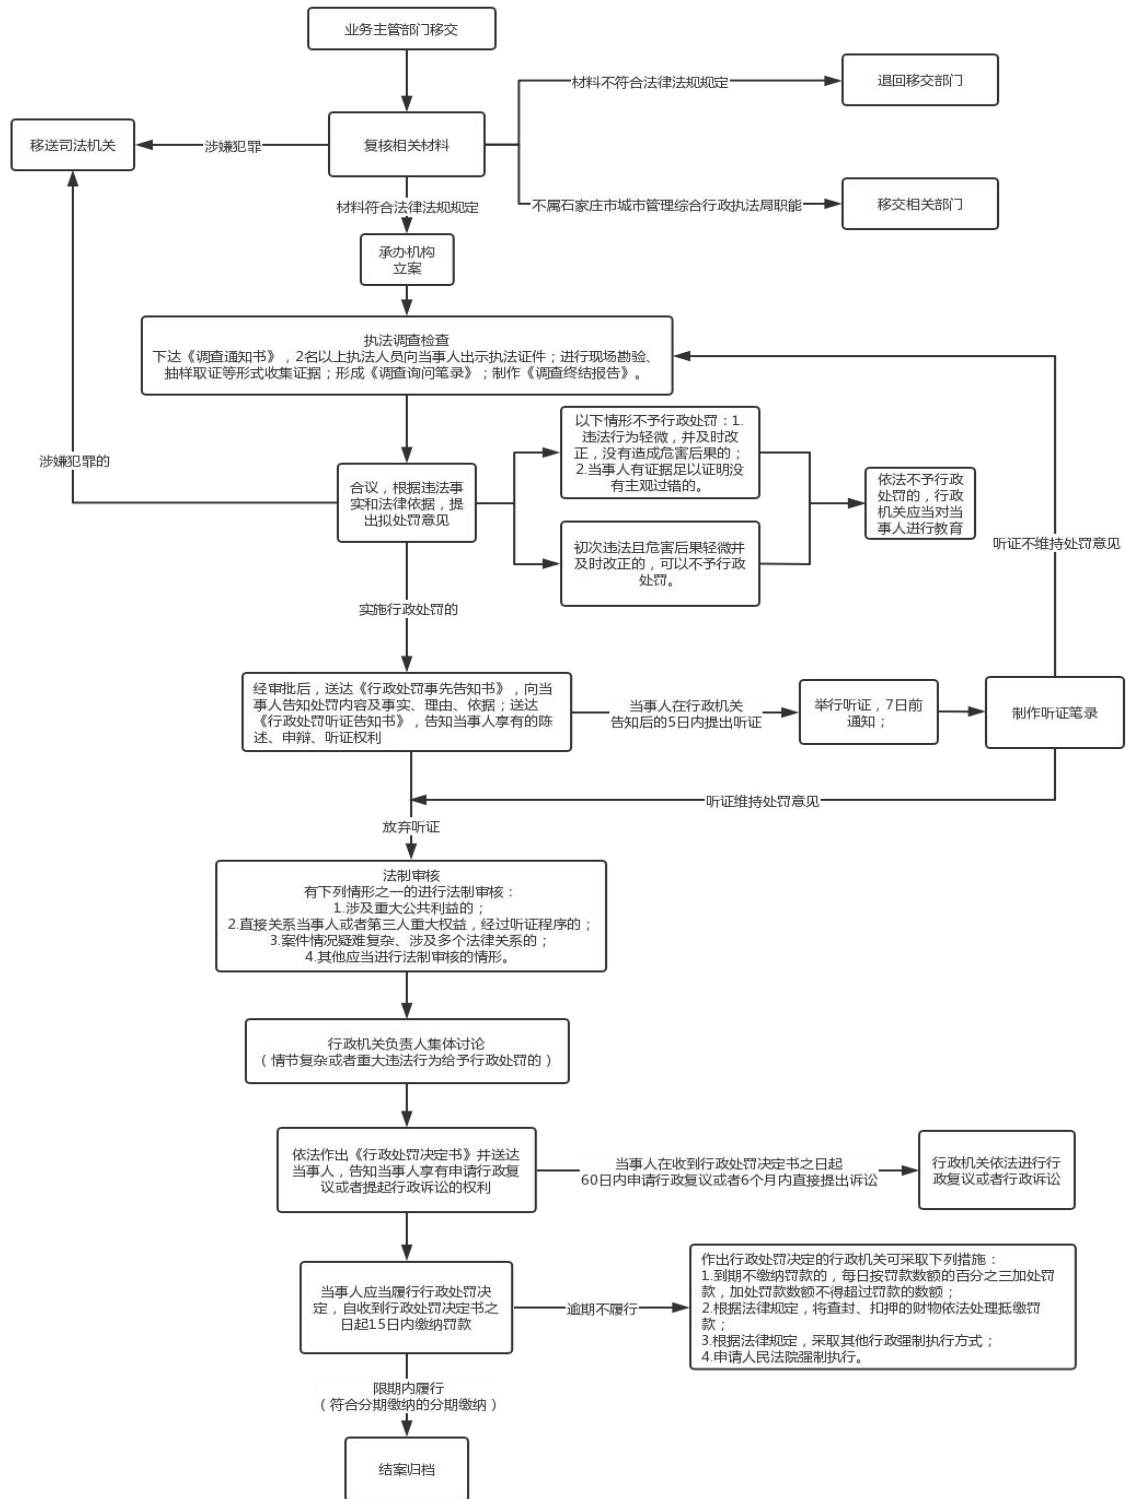 业务主管部门移交
材料不符合法律法规规定
退回移交部门
移送司法机关
涉嫌犯罪
复核相关材料
不属石家庄市城市管理综合行政执法局职能
移交相关部门
材料符合法律法规规定
承办机构
立案
执法调查检查
下达《调查通知书》，2名以上执法人员向当事人出示执法证件；进行现场勘验、
抽样取证等形式收集证据；形成《调查询问笔录》；制作《调查终结报告》。
以下情形不予行政处罚：1.
违法行为轻微，并及时改
正，没有造成危害后果的；
2.当事人有证据足以证明没
有主观过错的。
涉嫌犯罪的
合议，根据违法事
实和法律依据，提
出拟处罚意见
依法不予行政
处罚的，行政
机关应当对当
事人进行教育
初次违法且危害后果轻微并
及时改正的，可以不予行政
处罚。
听证不维持处罚意见
实施行政处罚的
经审批后，送达《行政处罚事先告知书》，向当
事人告知处罚内容及事实、理由、依据；送达
《行政处罚听证告知书》，告知当事人享有的陈
述、申辩、听证权利
当事人在行政机关
告知后的5日内提出听证
举行听证，7日前
通知；
制作听证笔录
听证维持处罚意见
放弃听证
法制审核
有下列情形之一的进行法制审核：
1.涉及重大公共利益的；
2.直接关系当事人或者第三人重大权益，经过听证程序的；
3.案件情况疑难复杂、涉及多个法律关系的；
4.其他应当进行法制审核的情形。
行政机关负责人集体讨论
（情节复杂或者重大违法行为给予行政处罚的）
依法作出《行政处罚决定书》并送达
当事人，告知当事人享有申请行政复
议或者提起行政诉讼的权利
当事人在收到行政处罚决定书之日起
60日内申请行政复议或者6个月内直接提出诉讼
行政机关依法进行行
政复议或者行政诉讼
当事人应当履行行政处罚决
定，自收到行政处罚决定书之
日起15日内缴纳罚款
逾期不履行
作出行政处罚决定的行政机关可采取下列措施：
1.到期不缴纳罚款的，每日按罚款数额的百分之三加处罚
款，加处罚款数额不得超过罚款的数额；
2.根据法律规定，将查封、扣押的财物依法处理抵缴罚
款；
3.根据法律规定，采取其他行政强制执行方式；
4.申请人民法院强制执行。
限期内履行
（符合分期缴纳的分期缴纳）
结案归档